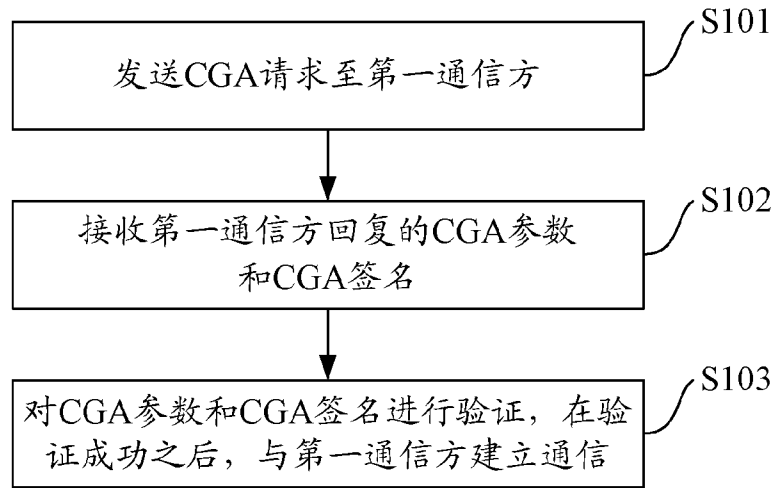 S101
发送CGA请求至第一通信方
S102
接收第一通信方回复的CGA参数
和CGA签名
S103
对CGA参数和CGA签名进行验证，在验
证成功之后，与第一通信方建立通信